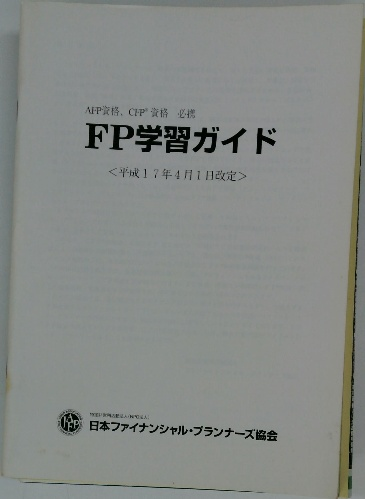 AFP資格、CFP®資格 必携
FP学習ガイド
＜平成１７年４月１日改定＞
日本ファイナンシャル・プランナーズ協会